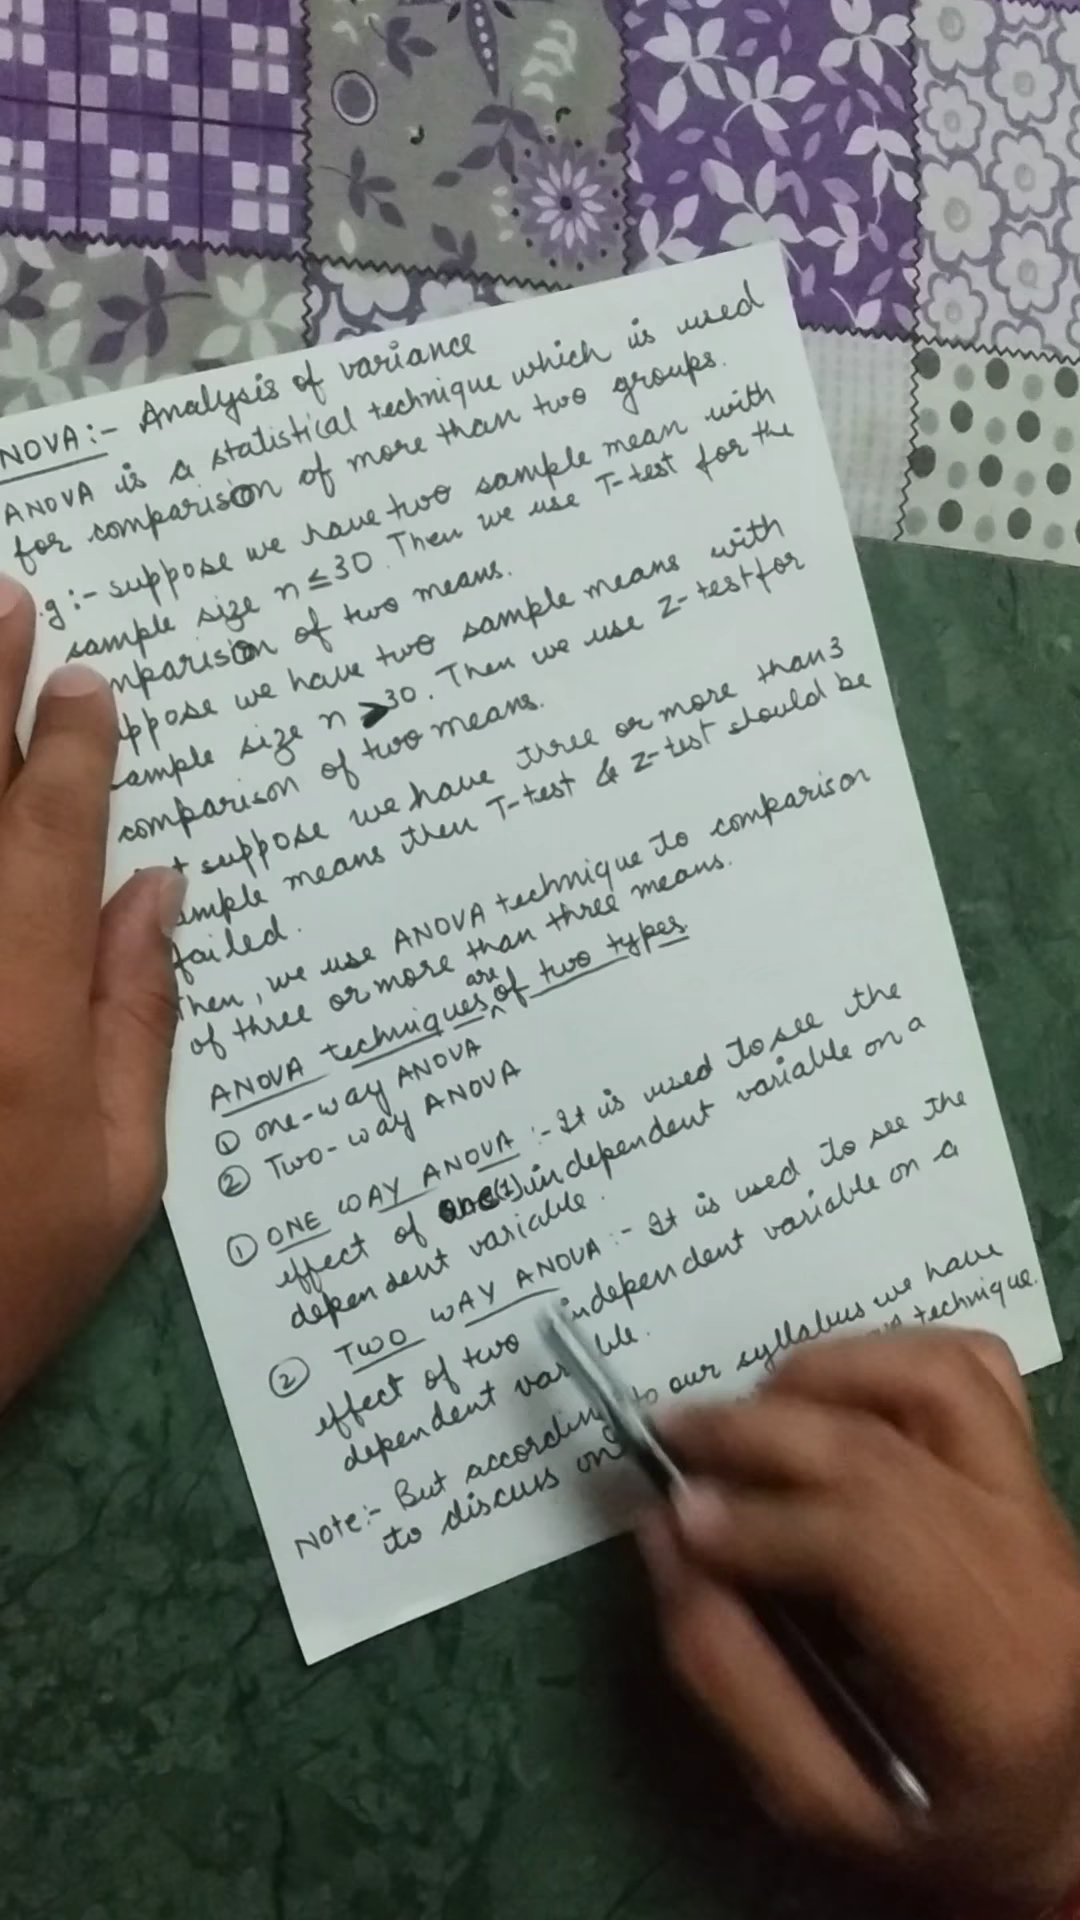 NOVA:- Analysis of variance
ANOVA is a statistical technique which is used
for comparision of more than two groups.
.g:- suppose we have two sample mean with
sample size n ≤ 30. Then we use T-test for the
mparision of two means.
ppose we have two sample means with
ample size n > 30. Then we use Z-test for
comparison of two means.
suppose we have three or more than 3
ample means then T-test & Z-test should be
failed.
Then, we use ANOVA technique to comparison
of three or more than three means.
ANOVA techniques are of two types
① one-way ANOVA
② Two-way ANOVA
① ONE WAY ANOVA :- It is used to see the
effect of one(1) independent variable on a
dependent variable.
② TWO WAY ANOVA :- It is used to see the
effect of two independent variable on a
dependent var ble.
Note:- But according to our syllabus we have
to discuss on technique.